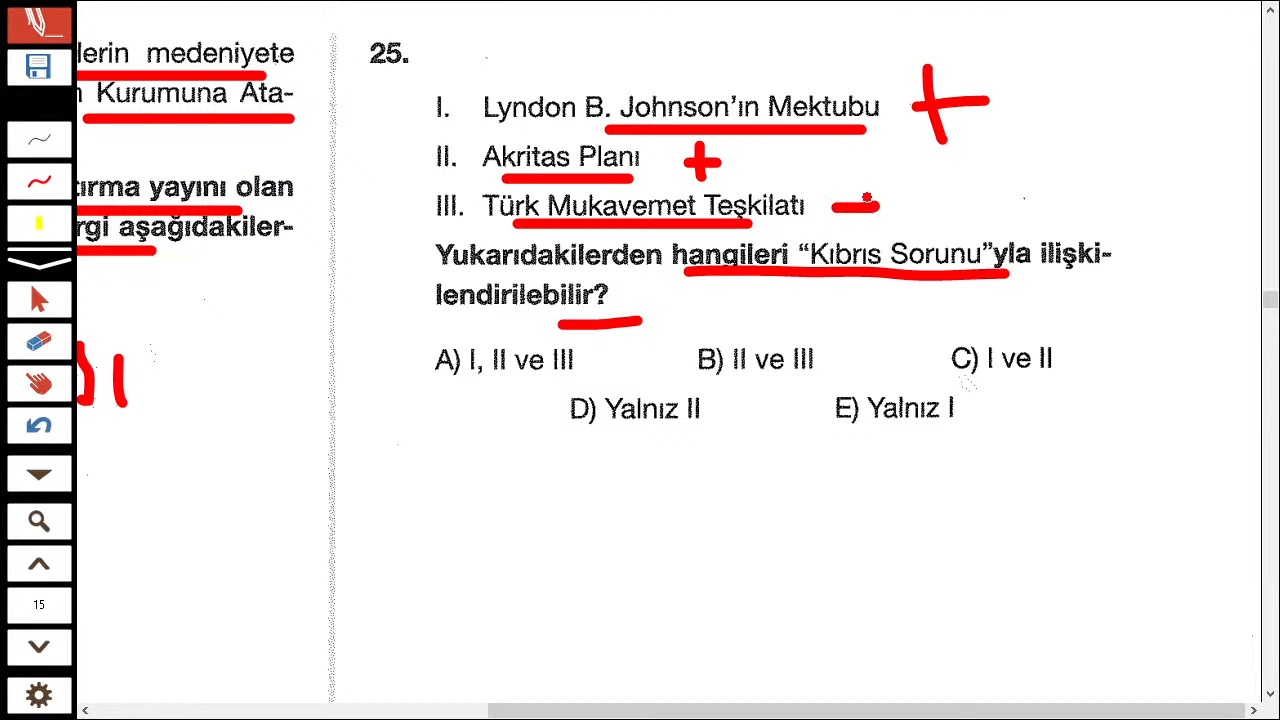 lerin medeniyete
Kurumuna Ata-
tırma yayını olan
rgi aşağıdakiler-
25.
I. Lyndon B. Johnson’ın Mektubu
II. Akritas Planı
III. Türk Mukavemet Teşkilatı
Yukarıdakilerden hangileri “Kıbrıs Sorunu”yla ilişki-
lendirilebilir?
A) I, II ve III B) II ve III C) I ve II
D) Yalnız II E) Yalnız I
15